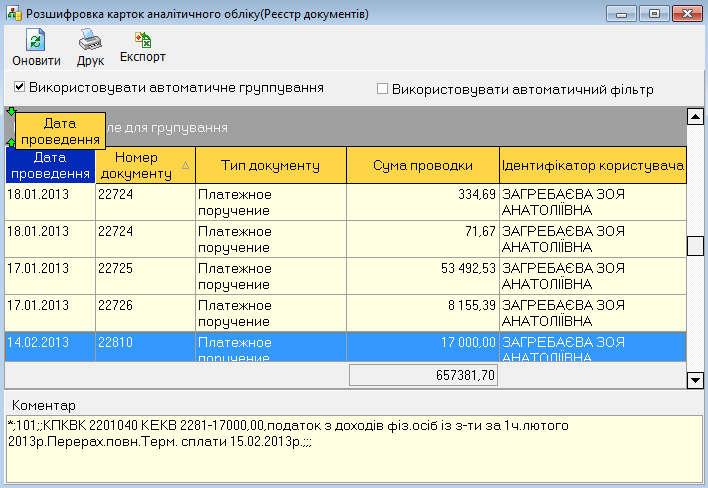 Розшифровка карток аналітичного обліку(Реєстр документів)
Оновити Друк Експорт
Використовувати автоматичне группування Використовувати автоматичний фільтр
Дата
проведення
ле для групування
Дата проведення Номер документу Тип документу Сума проводки Ідентифікатор користувача
18.01.2013 22724 Платежное поручение 334,69 ЗАГРЕБАЄВА ЗОЯ АНАТОЛІЇВНА
18.01.2013 22724 Платежное поручение 71,67 ЗАГРЕБАЄВА ЗОЯ АНАТОЛІЇВНА
17.01.2013 22725 Платежное поручение 53 492,53 ЗАГРЕБАЄВА ЗОЯ АНАТОЛІЇВНА
17.01.2013 22726 Платежное поручение 8 155,39 ЗАГРЕБАЄВА ЗОЯ АНАТОЛІЇВНА
14.02.2013 22810 Платежное поручение 17 000,00 ЗАГРЕБАЄВА ЗОЯ АНАТОЛІЇВНА
657381,70
Коментар
*;101;;КПКВК 2201040 КЕКВ 2281-17000,00,податок з доходів фіз.осіб із з-ти за 1ч.лютого
2013р.Перерах.повн.Терм. сплати 15.02.2013р.;;;